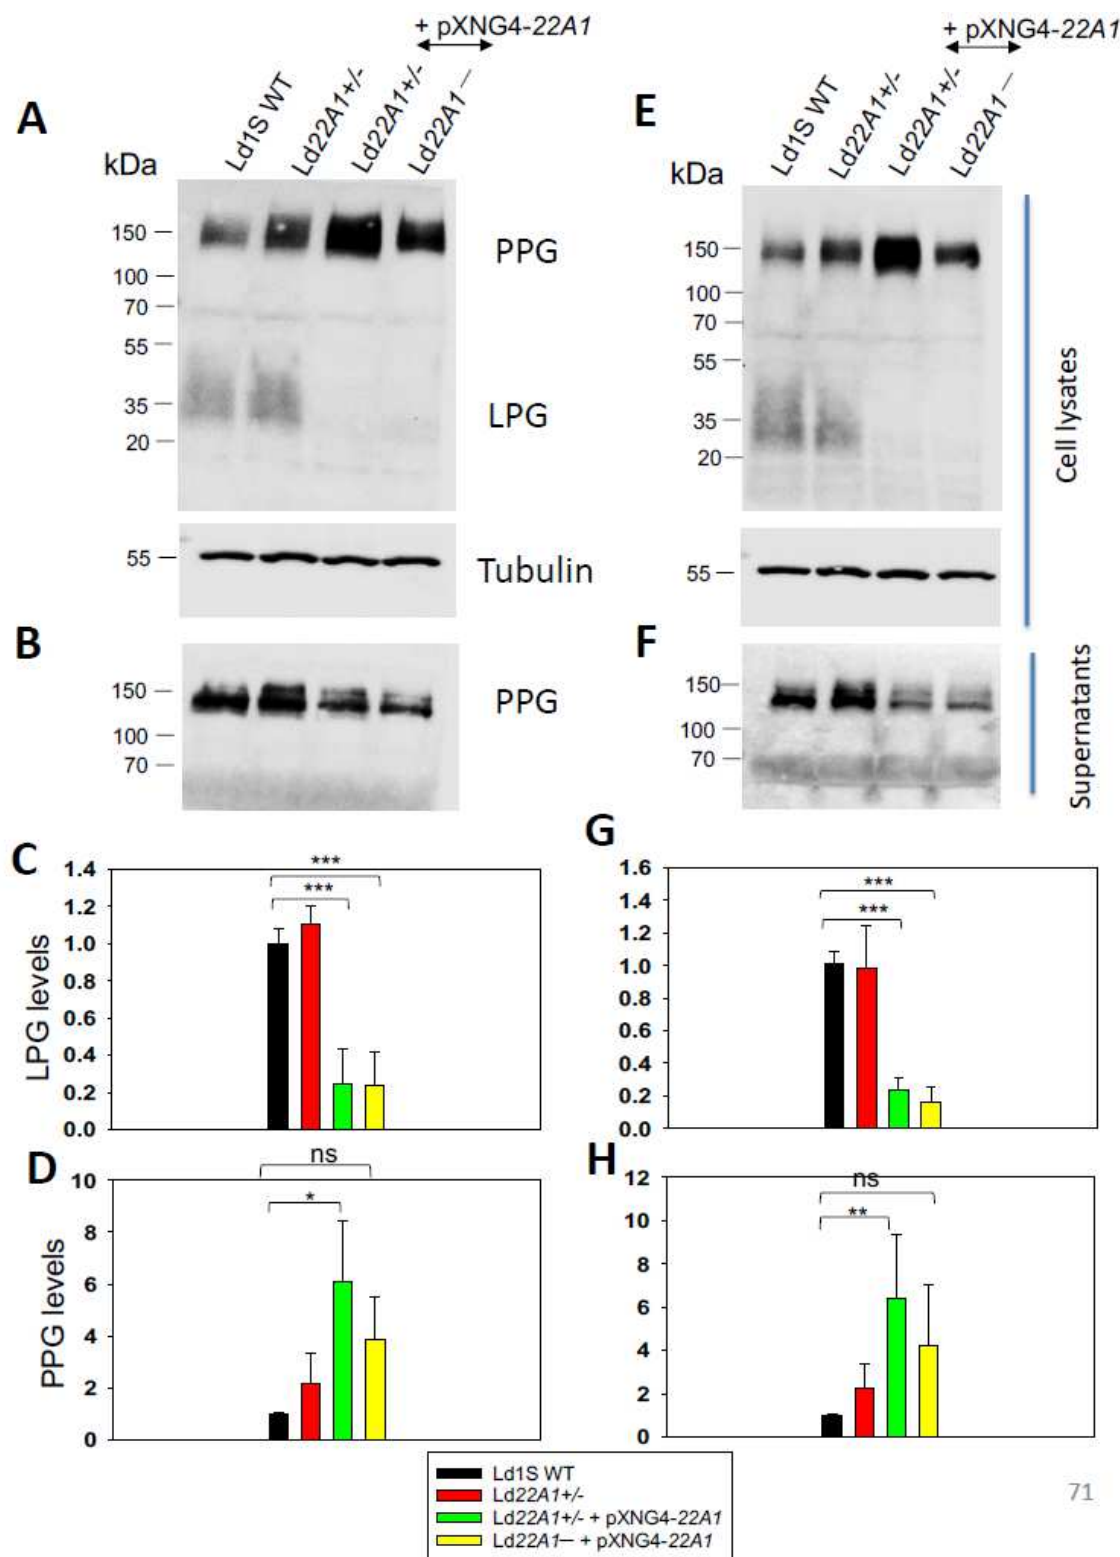 + pXNG4-22A1
A
Ld1S WT
Ld22A1+/-
Ld22A1+/-
Ld22A1—
kDa
150
100
70
55
35
20
PPG
LPG
55
Tubulin
B
150
100
70
PPG
+ pXNG4-22A1
E
Ld1S WT
Ld22A1+/-
Ld22A1+/-
Ld22A1—
kDa
150
100
70
55
35
20
55
Cell lysates
F
150
100
70
Supernatants
C
LPG levels
1.4
1.2
1.0
0.8
0.6
0.4
0.2
0.0
***
***
G
1.6
1.4
1.2
1.0
0.8
0.6
0.4
0.2
0.0
***
***
D
PPG levels
10
8
6
4
2
0
ns
*
H
12
10
8
6
4
2
0
ns
**
Ld1S WT
Ld22A1+/-
Ld22A1+/- + pXNG4-22A1
Ld22A1— + pXNG4-22A1
71